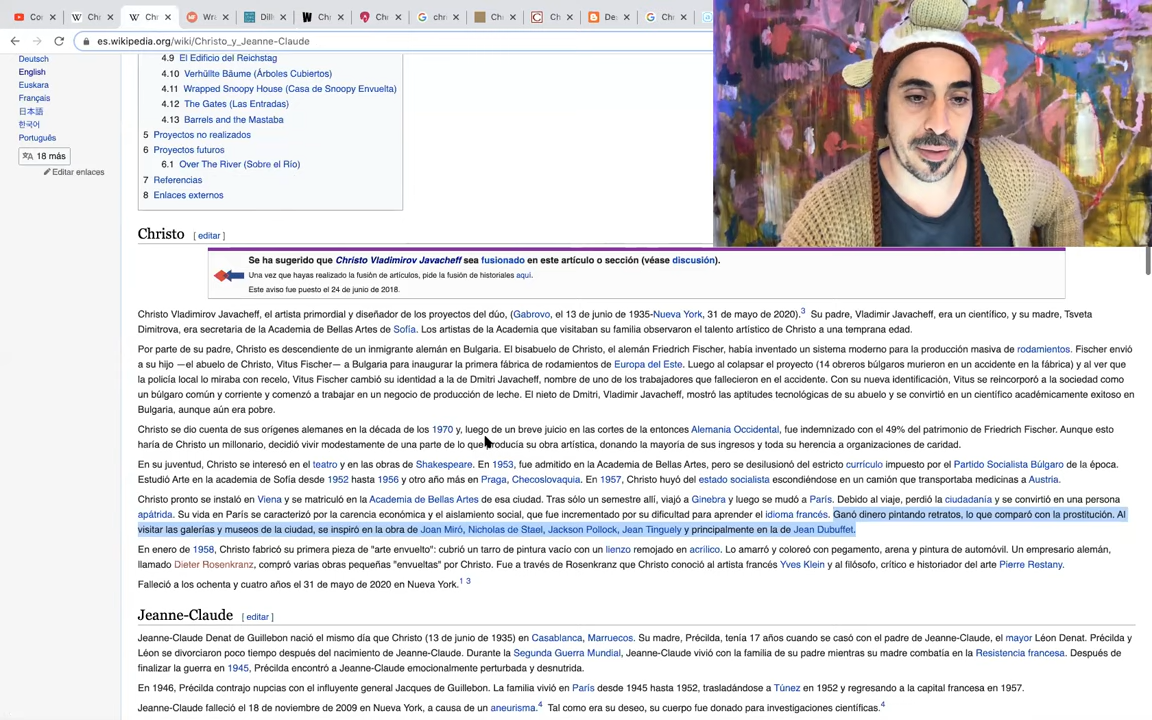 Co
Chr
Chr
Wra
Dille
Chr
Chr
chr
Chr
Ch
De
Chr
es.wikipedia.org/wiki/Christo_y_Jeanne-Claude
Deutsch
English
Euskara
Français
日本語
한국어
Português
18 más
Editar enlaces
4.9 El Edificio del Reichstag
4.10 Verhüllte Bäume (Árboles Cubiertos)
4.11 Wrapped Snoopy House (Casa de Snoopy Envuelta)
4.12 The Gates (Las Entradas)
4.13 Barrels and the Mastaba
5 Proyectos no realizados
6 Proyectos futuros
6.1 Over The River (Sobre el Río)
7 Referencias
8 Enlaces externos
Christo [ editar ]
Se ha sugerido que Christo Vladimirov Javacheff sea fusionado en este artículo o sección (véase discusión).
Una vez que hayas realizado la fusión de artículos, pide la fusión de historiales aquí.
Este aviso fue puesto el 24 de junio de 2018.
Christo Vladimirov Javacheff, el artista primordial y diseñador de los proyectos del dúo, (Gabrovo, el 13 de junio de 1935-Nueva York, 31 de mayo de 2020).3 Su padre, Vladimir Javacheff, era un científico, y su madre, Tsveta
Dimitrova, era secretaria de la Academia de Bellas Artes de Sofía. Los artistas de la Academia que visitaban su familia observaron el talento artístico de Christo a una temprana edad.
Por parte de su padre, Christo es descendiente de un inmigrante alemán en Bulgaria. El bisabuelo de Christo, el alemán Friedrich Fischer, había inventado un sistema moderno para la producción masiva de rodamientos. Fischer envió
a su hijo —el abuelo de Christo, Vitus Fischer— a Bulgaria para inaugurar la primera fábrica de rodamientos de Europa del Este. Luego al colapsar el proyecto (14 obreros búlgaros murieron en un accidente en la fábrica) y al ver que
la policía local lo miraba con recelo, Vitus Fischer cambió su identidad a la de Dmitri Javacheff, nombre de uno de los trabajadores que fallecieron en el accidente. Con su nueva identificación, Vitus se reincorporó a la sociedad como
un búlgaro común y corriente y comenzó a trabajar en un negocio de producción de leche. El nieto de Dmitri, Vladimir Javacheff, mostró las aptitudes tecnológicas de su abuelo y se convirtió en un científico académicamente exitoso en
Bulgaria, aunque aún era pobre.
Christo se dio cuenta de sus orígenes alemanes en la década de los 1970 y, luego de un breve juicio en las cortes de la entonces Alemania Occidental, fue indemnizado con el 49% del patrimonio de Friedrich Fischer. Aunque esto
haría de Christo un millonario, decidió vivir modestamente de una parte de lo que producía su obra artística, donando la mayoría de sus ingresos y toda su herencia a organizaciones de caridad.
En su juventud, Christo se interesó en el teatro y en las obras de Shakespeare. En 1953, fue admitido en la Academia de Bellas Artes, pero se desilusionó del estricto currículo impuesto por el Partido Socialista Búlgaro de la época.
Estudió Arte en la academia de Sofía desde 1952 hasta 1956 y otro año más en Praga, Checoslovaquia. En 1957, Christo huyó del estado socialista escondiéndose en un camión que transportaba medicinas a Austria.
Christo pronto se instaló en Viena y se matriculó en la Academia de Bellas Artes de esa ciudad. Tras sólo un semestre allí, viajó a Ginebra y luego se mudó a París. Debido al viaje, perdió la ciudadanía y se convirtió en una persona
apátrida. Su vida en París se caracterizó por la carencia económica y el aislamiento social, que fue incrementado por su dificultad para aprender el idioma francés. Ganó dinero pintando retratos, lo que comparó con la prostitución. Al
visitar las galerías y museos de la ciudad, se inspiró en la obra de Joan Miró, Nicholas de Stael, Jackson Pollock, Jean Tinguely y principalmente en la de Jean Dubuffet.
En enero de 1958, Christo fabricó su primera pieza de "arte envuelto": cubrió un tarro de pintura vacío con un lienzo remojado en acrílico. Lo amarró y coloreó con pegamento, arena y pintura de automóvil. Un empresario alemán,
llamado Dieter Rosenkranz, compró varias obras pequeñas "envueltas" por Christo. Fue a través de Rosenkranz que Christo conoció al artista francés Yves Klein y al filósofo, crítico e historiador del arte Pierre Restany.
Falleció a los ochenta y cuatro años el 31 de mayo de 2020 en Nueva York.1 3
Jeanne-Claude [ editar ]
Jeanne-Claude Denat de Guillebon nació el mismo día que Christo (13 de junio de 1935) en Casablanca, Marruecos. Su madre, Précilda, tenía 17 años cuando se casó con el padre de Jeanne-Claude, el mayor Léon Denat. Précilda y
Léon se divorciaron poco tiempo después del nacimiento de Jeanne-Claude. Durante la Segunda Guerra Mundial, Jeanne-Claude vivió con la familia de su padre mientras su madre combatía en la Resistencia francesa. Después de
finalizar la guerra en 1945, Précilda encontró a Jeanne-Claude emocionalmente perturbada y desnutrida.
En 1946, Précilda contrajo nupcias con el influyente general Jacques de Guillebon. La familia vivió en París desde 1945 hasta 1952, trasladándose a Túnez en 1952 y regresando a la capital francesa en 1957.
Jeanne-Claude falleció el 18 de noviembre de 2009 en Nueva York, a causa de un aneurisma.4 Tal como era su deseo, su cuerpo fue donado para investigaciones científicas.4